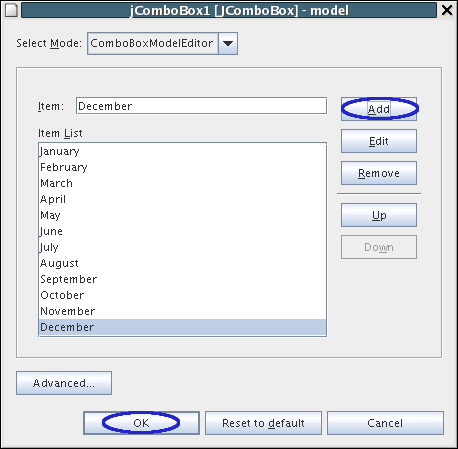 jComboBox1 [JComboBox] - model
Select Mode: ComboBoxModelEditor
Item: December
Add
Item List
Edit
January
February
March
April
May
June
July
August
September
October
November
December
Remove
Up
Down
Advanced...
OK
Reset to default
Cancel